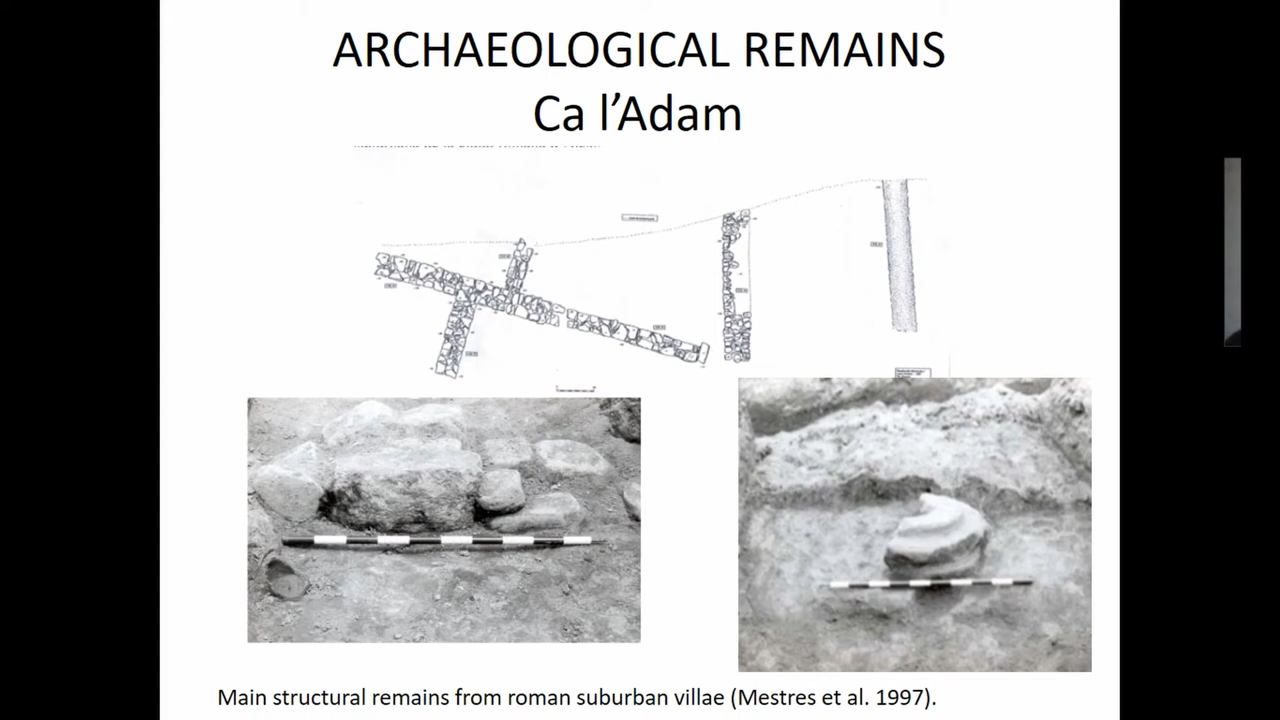 ARCHAEOLOGICAL REMAINS
Ca l’Adam
Main structural remains from roman suburban villae (Mestres et al. 1997).